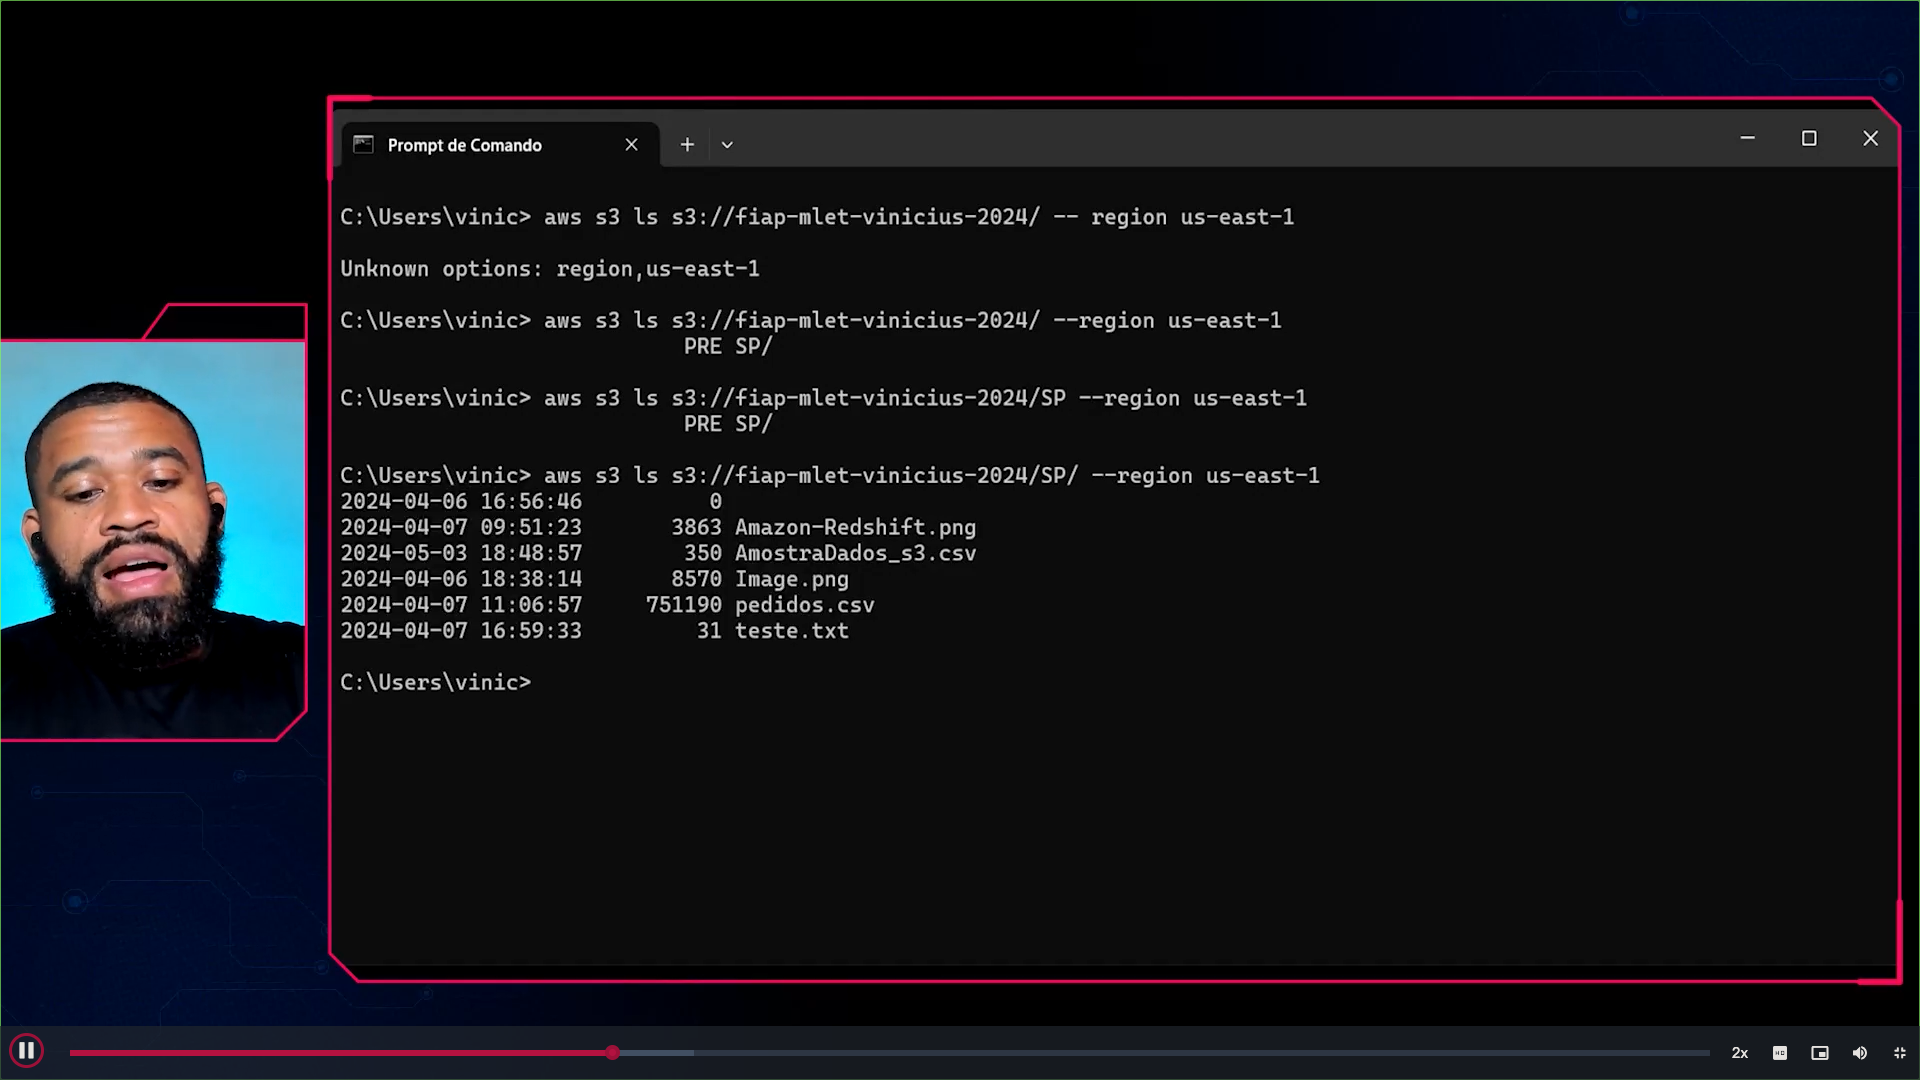 Prompt de Comando
C:\Users\vinic> aws s3 ls s3://fiap-mlet-vinicius-2024/ -- region us-east-1
Unknown options: region,us-east-1
C:\Users\vinic> aws s3 ls s3://fiap-mlet-vinicius-2024/ --region us-east-1
PRE SP/
C:\Users\vinic> aws s3 ls s3://fiap-mlet-vinicius-2024/SP --region us-east-1
PRE SP/
C:\Users\vinic> aws s3 ls s3://fiap-mlet-vinicius-2024/SP/ --region us-east-1
2024-04-06 16:56:46 0
2024-04-07 09:51:23 3863 Amazon-Redshift.png
2024-05-03 18:48:57 350 AmostraDados_s3.csv
2024-04-06 18:38:14 8570 Image.png
2024-04-07 11:06:57 751190 pedidos.csv
2024-04-07 16:59:33 31 teste.txt
C:\Users\vinic>
2x HD